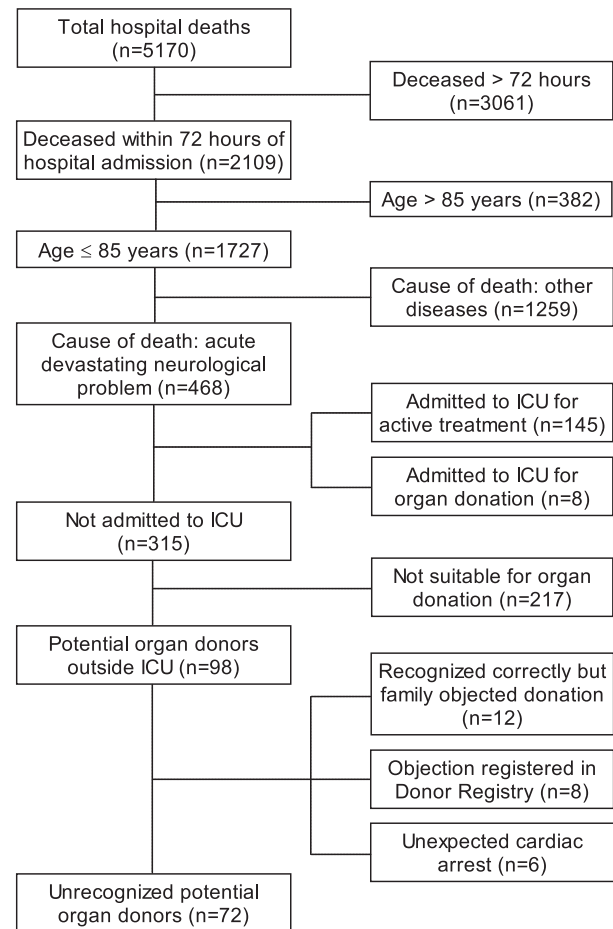 Total hospital deaths
(n=5170)
Deceased > 72 hours
(n=3061)
Deceased within 72 hours of
hospital admission (n=2109)
Age > 85 years (n=382)
Age ≤ 85 years (n=1727)
Cause of death: other
diseases (n=1259)
Cause of death: acute
devastating neurological
problem (n=468)
Admitted to ICU for
active treatment (n=145)
Admitted to ICU for
organ donation (n=8)
Not admitted to ICU
(n=315)
Not suitable for organ
donation (n=217)
Potential organ donors
outside ICU (n=98)
Recognized correctly but
family objected donation
(n=12)
Objection registered in
Donor Registry (n=8)
Unexpected cardiac
arrest (n=6)
Unrecognized potential
organ donors (n=72)